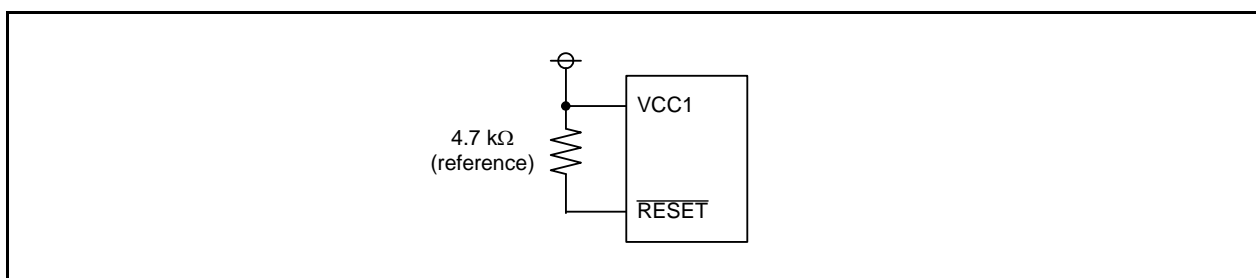 VCC1
4.7 kΩ
(reference)
RESET